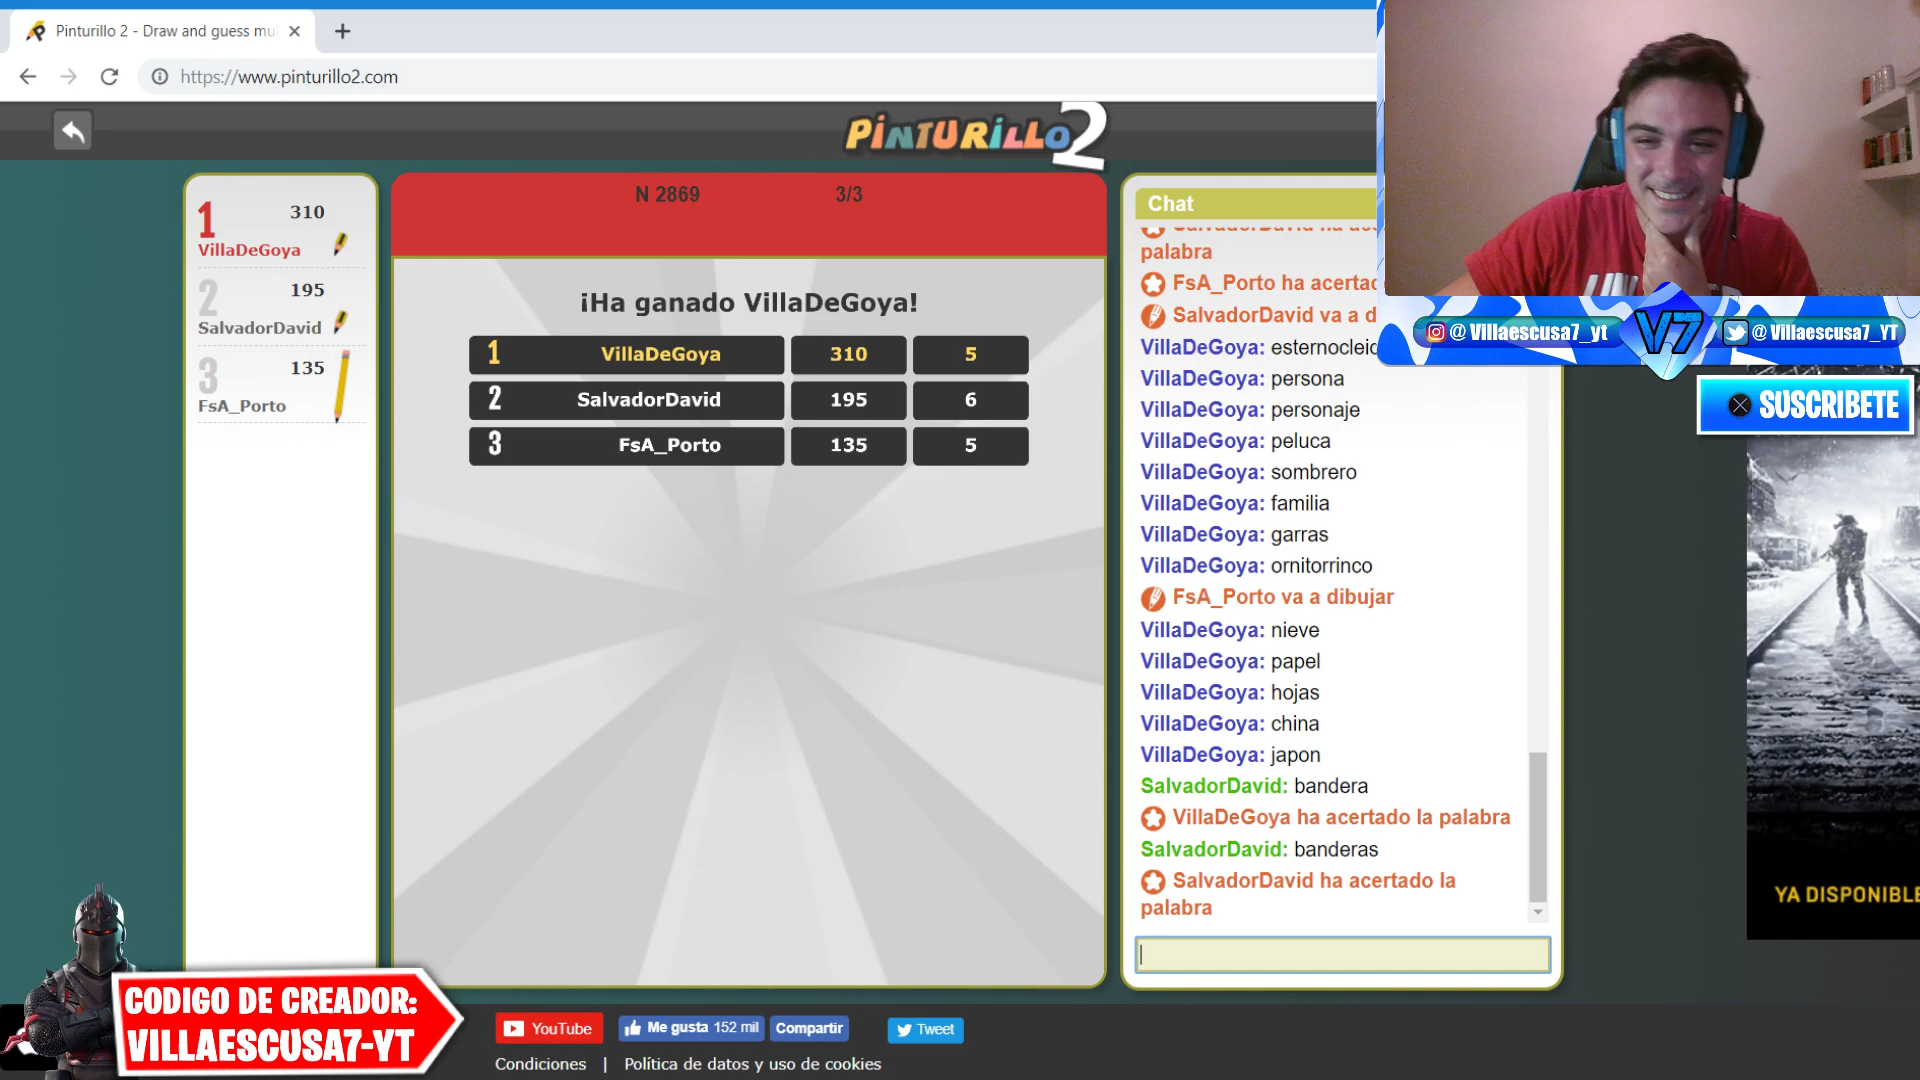 Pinturillo 2 - Draw and guess mu
https://www.pinturillo2.com
PiNTURiLLO2
1 310
VillaDeGoya
2 195
SalvadorDavid
3 135
FsA_Porto
N 2869 3/3
¡Ha ganado VillaDeGoya!
1 VillaDeGoya 310 5
2 SalvadorDavid 195 6
3 FsA_Porto 135 5
Chat
SalvadorDavid ha
palabra
FsA_Porto ha acertad
SalvadorDavid va a d
VillaDeGoya: esternocleid
VillaDeGoya: persona
VillaDeGoya: personaje
VillaDeGoya: peluca
VillaDeGoya: sombrero
VillaDeGoya: familia
VillaDeGoya: garras
VillaDeGoya: ornitorrinco
FsA_Porto va a dibujar
VillaDeGoya: nieve
VillaDeGoya: papel
VillaDeGoya: hojas
VillaDeGoya: china
VillaDeGoya: japon
SalvadorDavid: bandera
VillaDeGoya ha acertado la palabra
SalvadorDavid: banderas
SalvadorDavid ha acertado la
palabra
@ Villaescusa7_yt V7 @ Villaescusa7_YT
SUSCRIBETE
YA DISPONIBLE
CODIGO DE CREADOR:
VILLAESCUSA7-YT
YouTube Me gusta 152 mil Compartir Tweet
Condiciones | Política de datos y uso de cookies